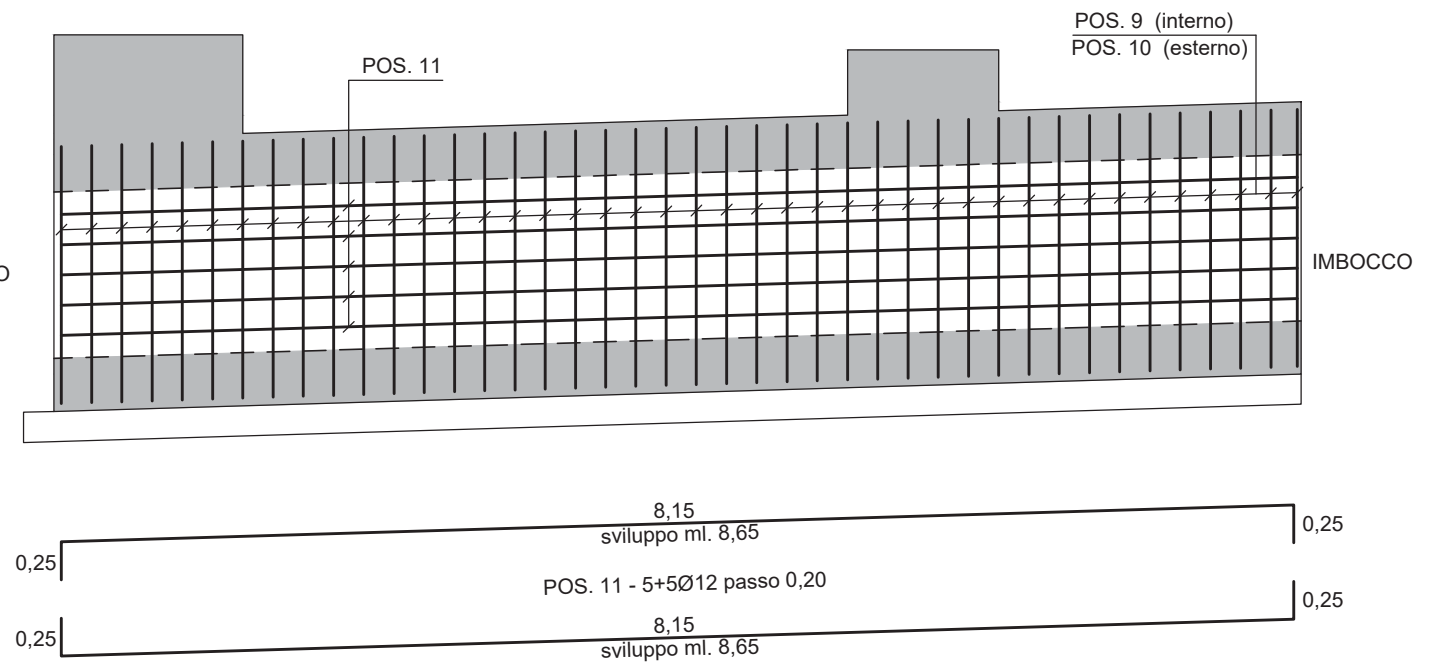 POS. 9 (interno)
POS. 10 (esterno)
POS. 11
O
IMBOCCO
8,15
sviluppo ml. 8,65
0,25
0,25
POS. 11 - 5+5Ø12 passo 0,20
0,25
0,25
8,15
sviluppo ml. 8,65